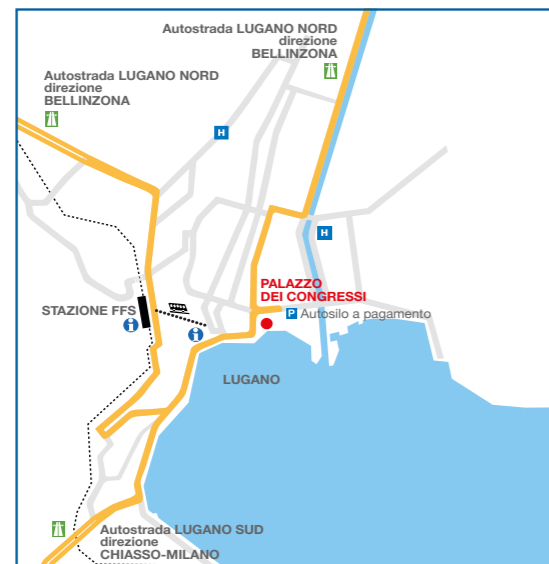 Autostrada LUGANO NORD
direzione
BELLINZONA
Autostrada LUGANO NORD
direzione
BELLINZONA
H
H
PALAZZO
DEI CONGRESSI
P Autosilo a pagamento
STAZIONE FFS
i
i
LUGANO
Autostrada LUGANO SUD
direzione
CHIASSO-MILANO